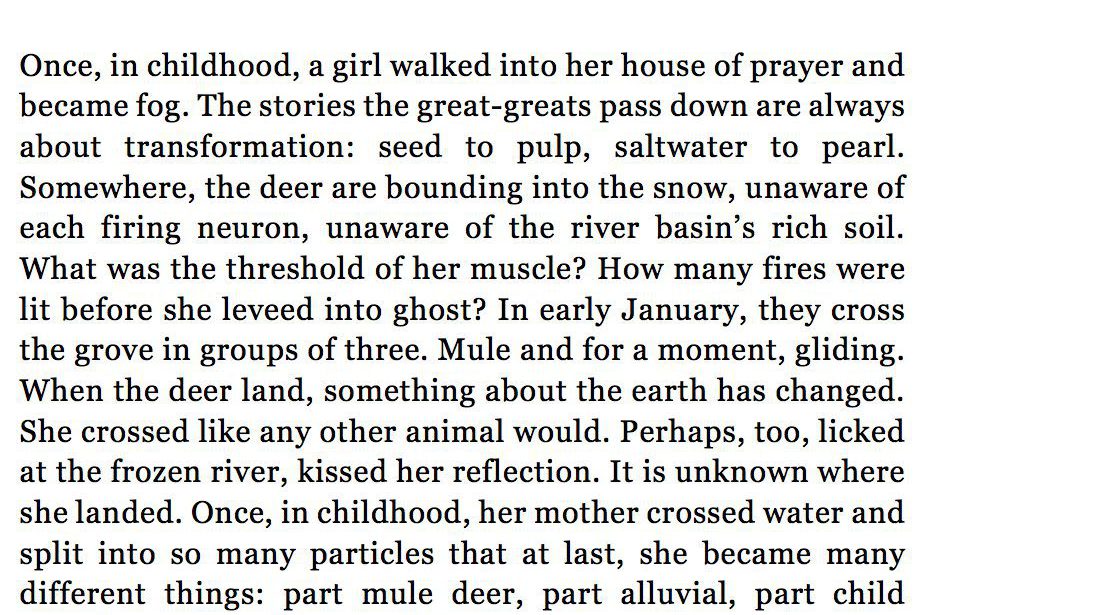 Once, in childhood, a girl walked into her house of prayer and
became fog. The stories the great-greats pass down are always
about transformation: seed to pulp, saltwater to pearl.
Somewhere, the deer are bounding into the snow, unaware of
each firing neuron, unaware of the river basin’s rich soil.
What was the threshold of her muscle? How many fires were
lit before she leveed into ghost? In early January, they cross
the grove in groups of three. Mule and for a moment, gliding.
When the deer land, something about the earth has changed.
She crossed like any other animal would. Perhaps, too, licked
at the frozen river, kissed her reflection. It is unknown where
she landed. Once, in childhood, her mother crossed water and
split into so many particles that at last, she became many
different things: part mule deer, part alluvial, part child